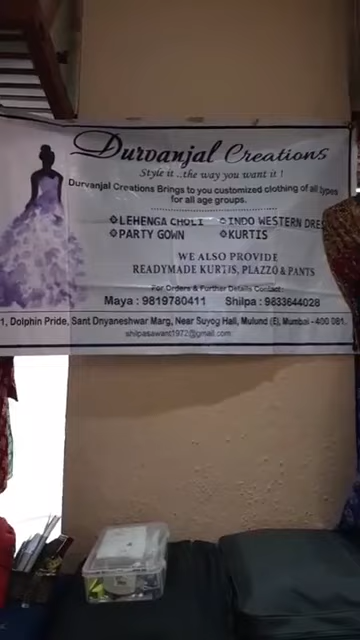 Durvanjal Creations
Style it ..the way you want it !
Durvanjal Creations Brings to you customized clothing of all types
for all age groups.
LEHENGA CHOLI INDO WESTERN DRES
PARTY GOWN KURTIS
WE ALSO PROVIDE
READYMADE KURTIS, PLAZZO & PANTS
For Orders & Further Details Contact
Maya : 9819780411 Shilpa : 9833644028
1, Dolphin Pride, Sant Dnyaneshwar Marg, Near Suyog Hall, Mulund (E), Mumbai - 400 081.
shilpasawant1972@gmail.com